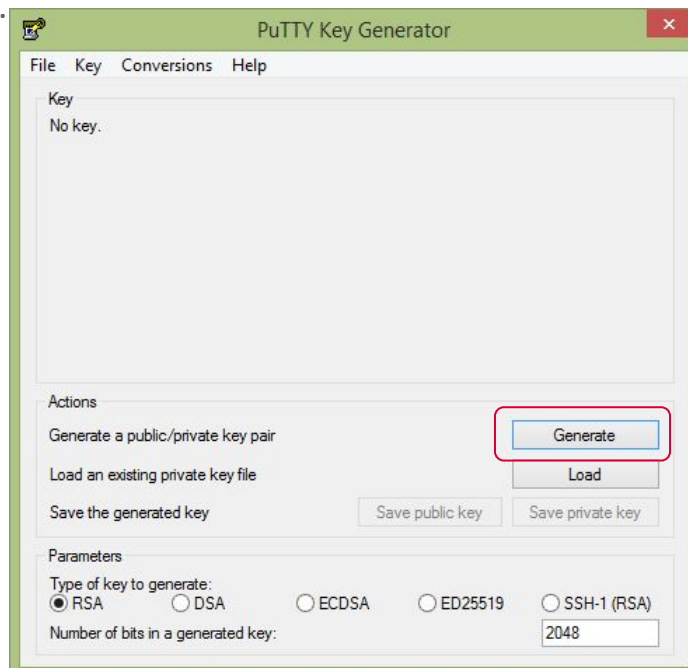 PuTTY Key Generator
File Key Conversions Help
Key
No key.
Actions
Generate a public/private key pair Generate
Load an existing private key file Load
Save the generated key Save public key Save private key
Parameters
Type of key to generate:
RSA DSA ECDSA ED25519 SSH-1 (RSA)
Number of bits in a generated key: 2048